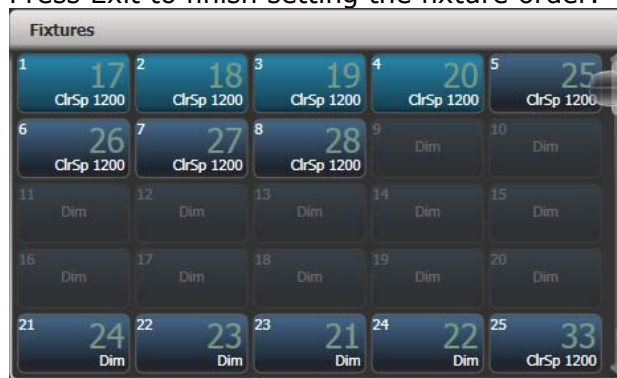 Press Exit to finish setting the fixture order.
Fixtures
1 17 2 18 3 19 4 20 5 25
ClrSp 1200 ClrSp 1200 ClrSp 1200 ClrSp 1200 ClrSp 1200
6 26 7 27 8 28 9 10
ClrSp 1200 ClrSp 1200 ClrSp 1200 Dim Dim
11 12 13 14 15
Dim Dim Dim Dim Dim
16 17 18 19 20
Dim Dim Dim Dim Dim
21 24 22 23 23 21 24 22 25 33
Dim Dim Dim Dim ClrSp 1200